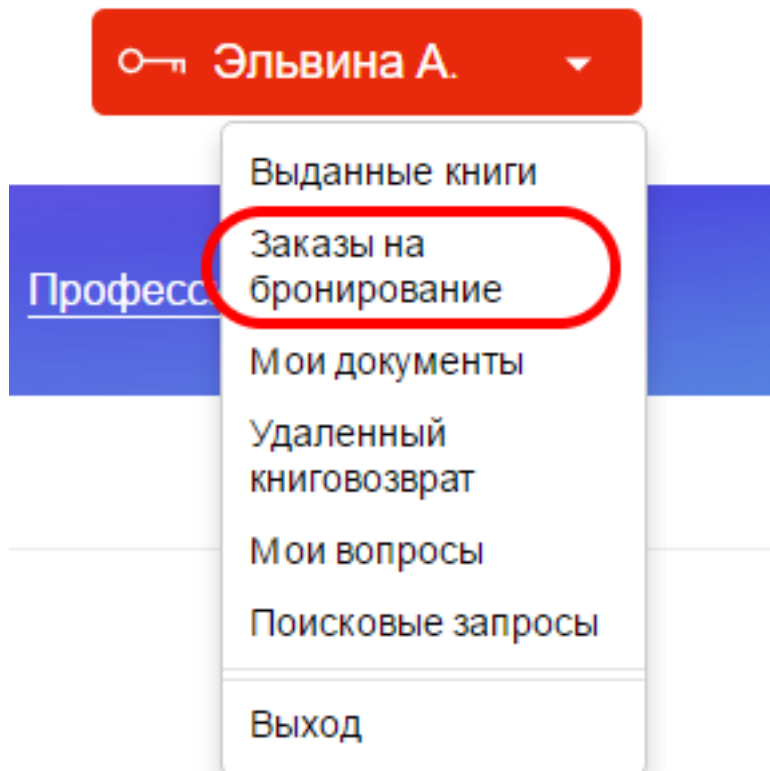 Эльвина А.
Выданные книги
Заказы на
бронирование
Мои документы
Удаленный
книговозврат
Мои вопросы
Поисковые запросы
Выход